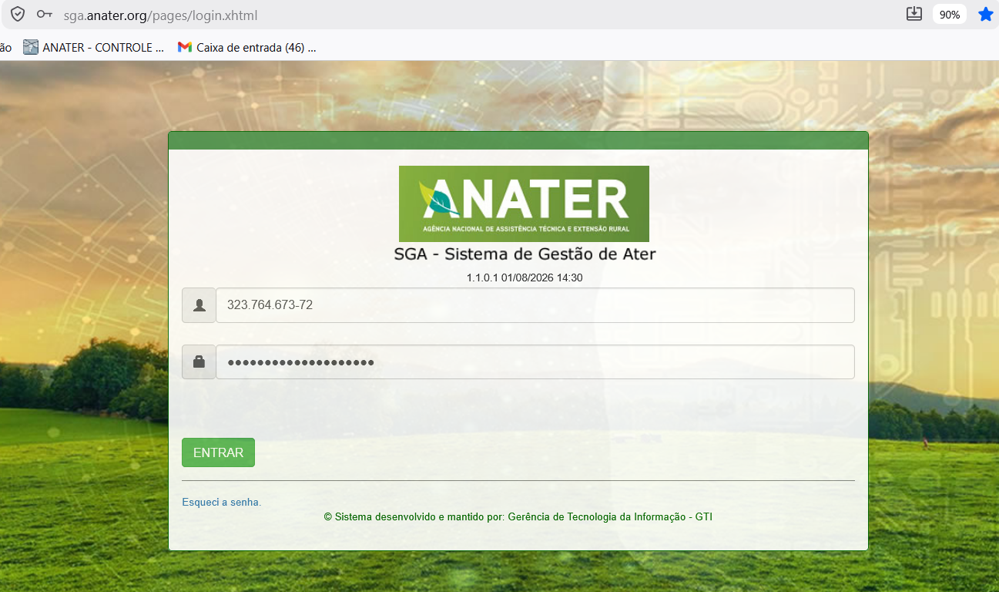 sga.anater.org/pages/login.xhtml
90%
ão
ANATER - CONTROLE ...
Caixa de entrada (46) ...
ANATER
AGÊNCIA NACIONAL DE ASSISTÊNCIA TÉCNICA E EXTENSÃO RURAL
SGA - Sistema de Gestão de Ater
1.1.0.1 01/08/2026 14:30
323.764.673-72
●●●●●●●●●●●●●●●●●●●●
ENTRAR
Esqueci a senha.
© Sistema desenvolvido e mantido por: Gerência de Tecnologia da Informação - GTI